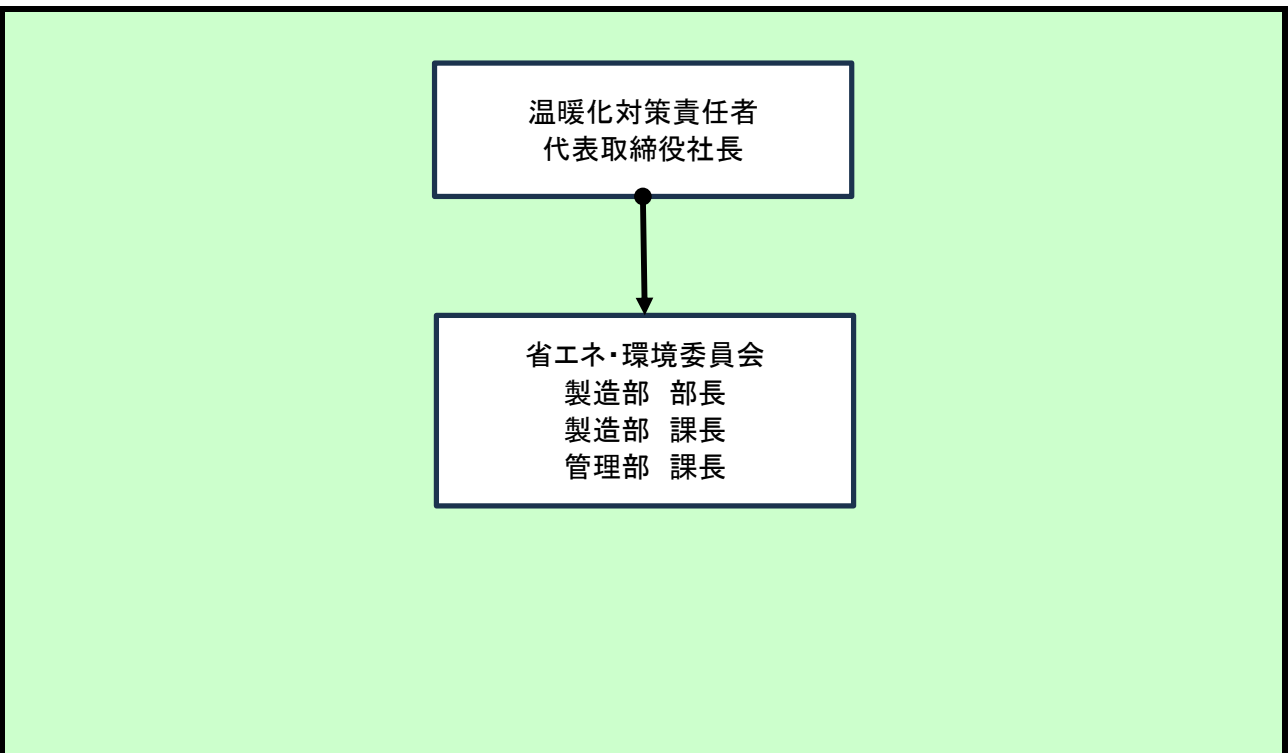 温暖化対策責任者
代表取締役社長
省エネ・環境委員会
製造部　部長
製造部　課長
管理部　課長